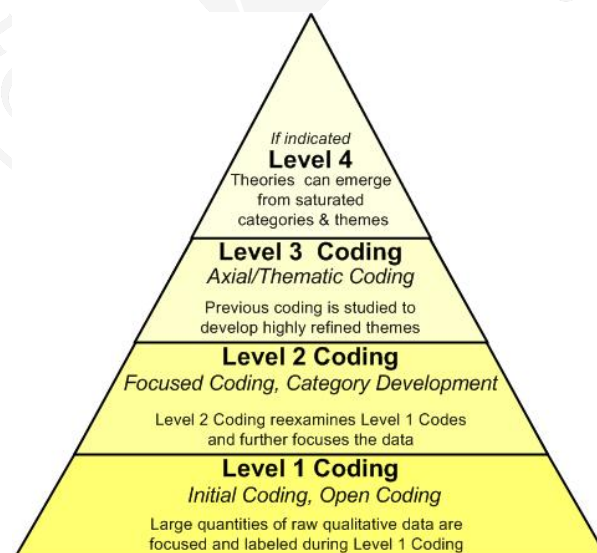 If indicated
Level 4
Theories can emerge
from saturated
categories & themes
Level 3 Coding
Axial/Thematic Coding
Previous coding is studied to
develop highly refined themes
Level 2 Coding
Focused Coding, Category Development
Level 2 Coding reexamines Level 1 Codes
and further focuses the data
Level 1 Coding
Initial Coding, Open Coding
Large quantities of raw qualitative data are
focused and labeled during Level 1 Coding